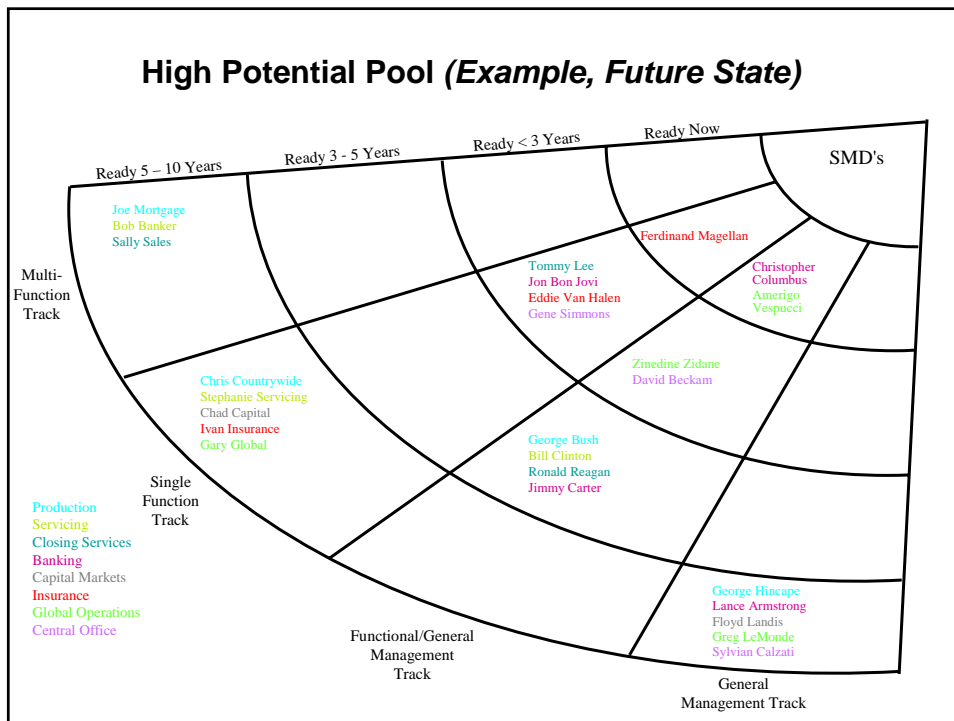 High Potential Pool (Example, Future State)
Ready 5 – 10 Years
Ready 3 - 5 Years
Ready < 3 Years
Ready Now
SMD's
Joe Mortgage
Bob Banker
Sally Sales
Ferdinand Magellan
Tommy Lee
Jon Bon Jovi
Eddie Van Halen
Gene Simmons
Christopher
Columbus
Amerigo
Vespucci
Multi-
Function
Track
Chris Countrywide
Stephanie Servicing
Chad Capital
Ivan Insurance
Gary Global
Zinedine Zidane
David Beckam
George Bush
Bill Clinton
Ronald Reagan
Jimmy Carter
Single
Function
Track
Production
Servicing
Closing Services
Banking
Capital Markets
Insurance
Global Operations
Central Office
George Hincape
Lance Armstrong
Floyd Landis
Greg LeMonde
Sylvian Calzati
Functional/General
Management
Track
General
Management Track